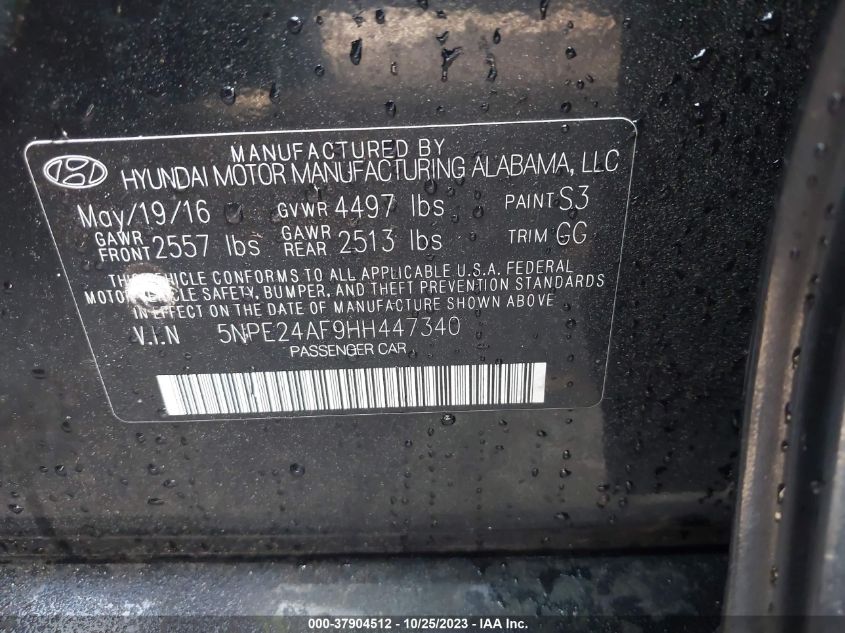 MANUFACTURED BY
HYUNDAI MOTOR MANUFACTURING ALABAMA, LLC
May/19/16 GVWR 4497 lbs PAINT S3
GAWR FRONT 2557 lbs GAWR REAR 2513 lbs TRIM GG
VEHICLE CONFORMS TO ALL APPLICABLE U.S.A. FEDERAL
SAFETY, BUMPER, AND THEFT PREVENTION STANDARDS
IN EFFECT ON THE DATE OF MANUFACTURE SHOWN ABOVE
V.I.N 5NPE24AF9HH447340
PASSENGER CAR
000-37904512 - 10/25/2023 - IAA Inc.